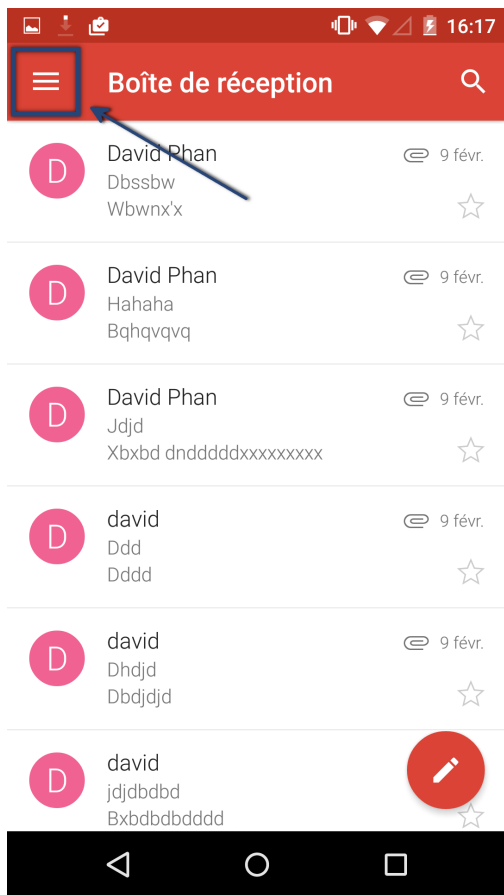 16:17
Boîte de réception
D
David Phan
9 févr.
Dbssbw
Wbwnx'x
D
David Phan
9 févr.
Hahaha
Bqhqvqvq
D
David Phan
9 févr.
Jdjd
Xbxbd dndddddxxxxxxxxx
D
david
9 févr.
Ddd
Dddd
D
david
9 févr.
Dhdjd
Dbdjdjd
D
david
jdjdbdbd
Bxbdbdbdddd